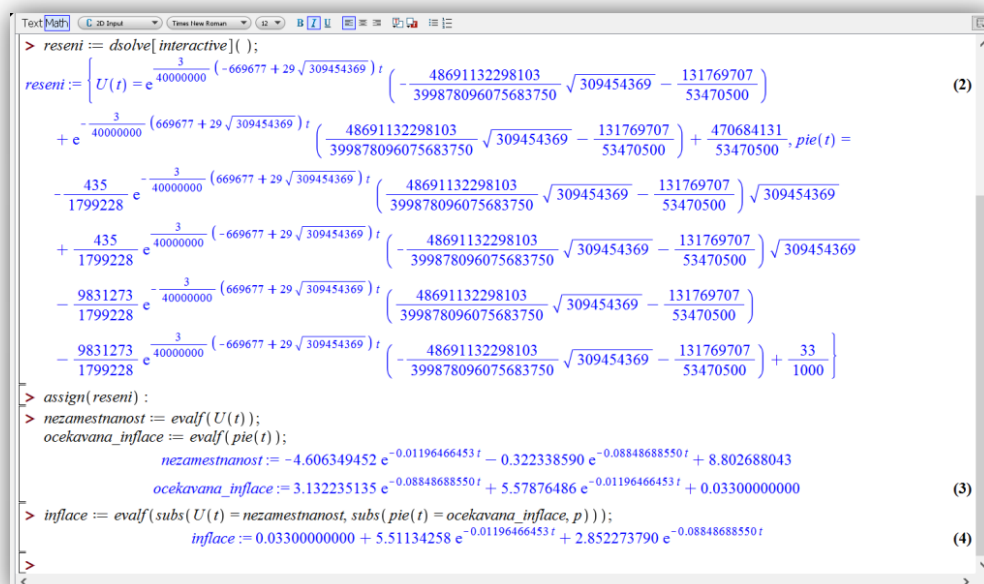 Text Math C 2D Input Times New Roman 12 B I U
> reseni := dsolve[interactive]( );
reseni := { U(t) = e^(3/40000000 (-669677 + 29 √309454369) t) (-48691132298103/399878096075683750 √309454369 - 131769707/53470500) (2)
+ e^(-3/40000000 (669677 + 29 √309454369) t) (48691132298103/399878096075683750 √309454369 - 131769707/53470500) + 470684131/53470500, pie(t) =
-435/1799228 e^(-3/40000000 (669677 + 29 √309454369) t) (48691132298103/399878096075683750 √309454369 - 131769707/53470500) √309454369
+ 435/1799228 e^(3/40000000 (-669677 + 29 √309454369) t) (-48691132298103/399878096075683750 √309454369 - 131769707/53470500) √309454369
- 9831273/1799228 e^(-3/40000000 (669677 + 29 √309454369) t) (48691132298103/399878096075683750 √309454369 - 131769707/53470500)
- 9831273/1799228 e^(3/40000000 (-669677 + 29 √309454369) t) (-48691132298103/399878096075683750 √309454369 - 131769707/53470500) + 33/1000 }
> assign(reseni) :
> nezamestnanost := evalf(U(t));
ocekavana_inflace := evalf(pie(t));
nezamestnanost := -4.606349452 e^(-0.01196466453 t) - 0.322338590 e^(-0.08848688550 t) + 8.802688043
ocekavana_inflace := 3.132235135 e^(-0.08848688550 t) + 5.57876486 e^(-0.01196466453 t) + 0.03300000000 (3)
> inflace := evalf(subs(U(t) = nezamestnanost, subs(pie(t) = ocekavana_inflace, p)));
inflace := 0.03300000000 + 5.51134258 e^(-0.01196466453 t) + 2.852273790 e^(-0.08848688550 t) (4)
>